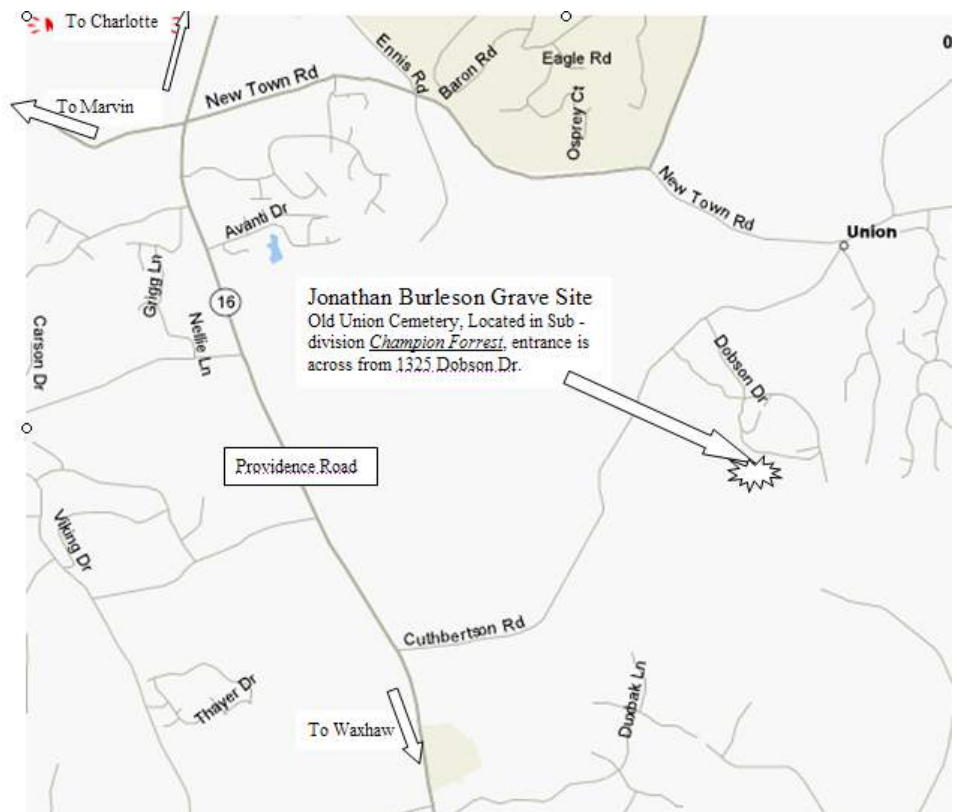 To Charlotte
To Marvin
New Town Rd
Ennis Rd
Baron Rd
Eagle Rd
Osprey Ct
0
New Town Rd
Union
Avanti Dr
Grigg Ln
16
Nellie Ln
Carson Dr
Jonathan Burleson Grave Site
Old Union Cemetery, Located in Sub -
division Champion Forrest, entrance is
across from 1325 Dobson Dr.
Dobson Dr
Providence Road
Viking Dr
Cuthbertson Rd
Thayer Dr
To Waxhaw
Duxbak Ln